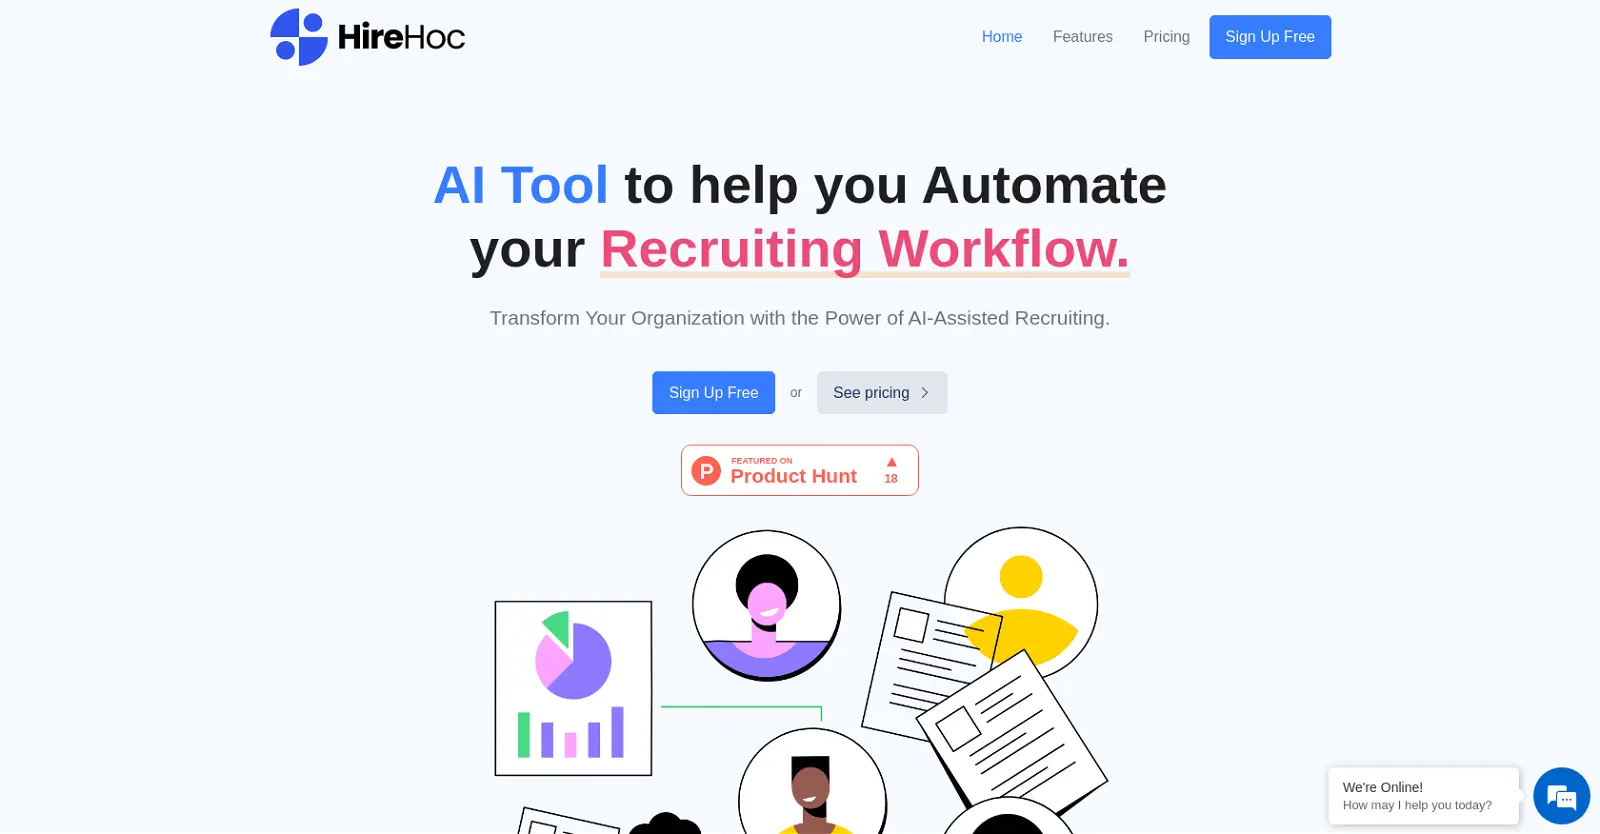 HireHoc
Home
Features
Pricing
Sign Up Free
AI Tool to help you Automate
your Recruiting Workflow.
Transform Your Organization with the Power of AI-Assisted Recruiting.
Sign Up Free
or
See pricing
P
FEATURED ON
Product Hunt
18
We're Online!
How may I help you today?